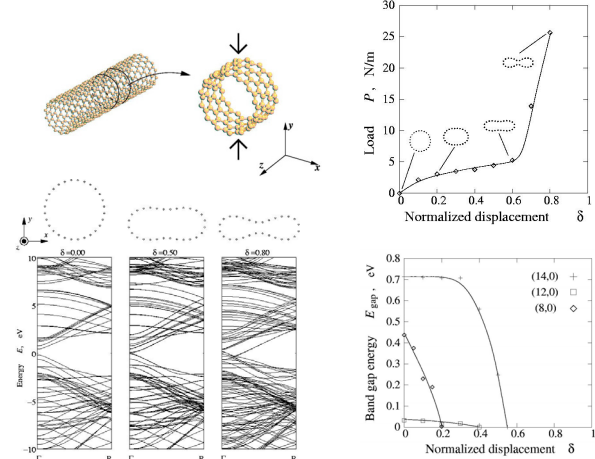 y
x
z
y
x
z
δ=0.00
δ=0.50
δ=0.80
Energy E, eV
10
5
0
−5
−10
Γ
Γ
Γ
Load P, N/m
30
25
20
15
10
5
0
0 0.2 0.4 0.6 0.8 1
Normalized displacement δ
Band gap energy E gap, eV
0.8
0.7
0.6
0.5
0.4
0.3
0.2
0.1
0
(14,0)
(12,0)
(8,0)
0 0.2 0.4 0.6 0.8 1
Normalized displacement δ